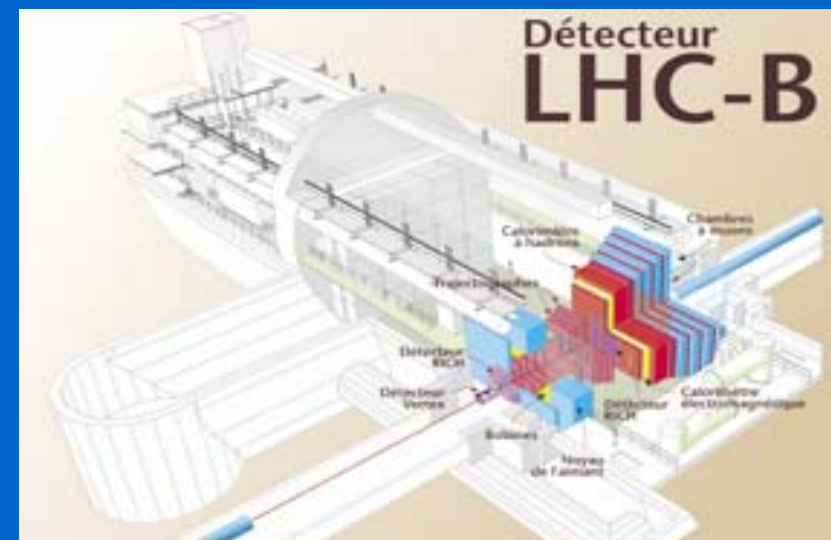 Détecteur
LHC-B
Chambres
à muons
Calorimètre
à hadrons
Trajectographes
Détecteur
RICH
Détecteur
Vertex
Bobines
Noyau
de l'aimant
Détecteur
RICH
Calorimètre
électromagnétique